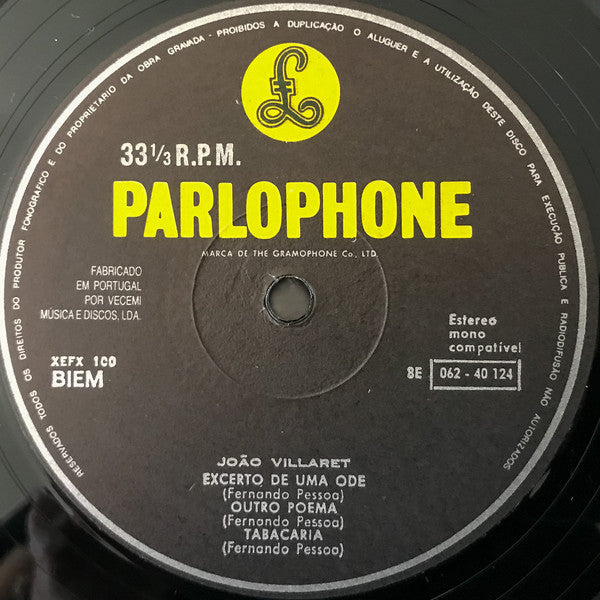 RESERVADOS TODOS OS DIREITOS DO PRODUTOR FONOGRAFICO E DO PROPRIETARIO DA OBRA GRAVADA - PROIBIDOS A DUPLICAÇÃO O ALUGUER E A UTILIZAÇÃO DESTE DISCO PARA EXECUÇÃO PUBLICA E RADIODIFUSÃO NÃO AUTORIZADOS
£
33 1/3 R.P.M.
PARLOPHONE
MARCA DE THE GRAMOPHONE Co., LTD.
FABRICADO
EM PORTUGAL
POR VECEMI
MÚSICA E DISCOS, LDA.
Estereo
mono
compatível
XEFX 100
BIEM
8E 062 - 40 124
JOÃO VILLARET
EXCERTO DE UMA ODE
(Fernando Pessoa)
OUTRO POEMA
(Fernando Pessoa)
TABACARIA
(Fernando Pessoa)